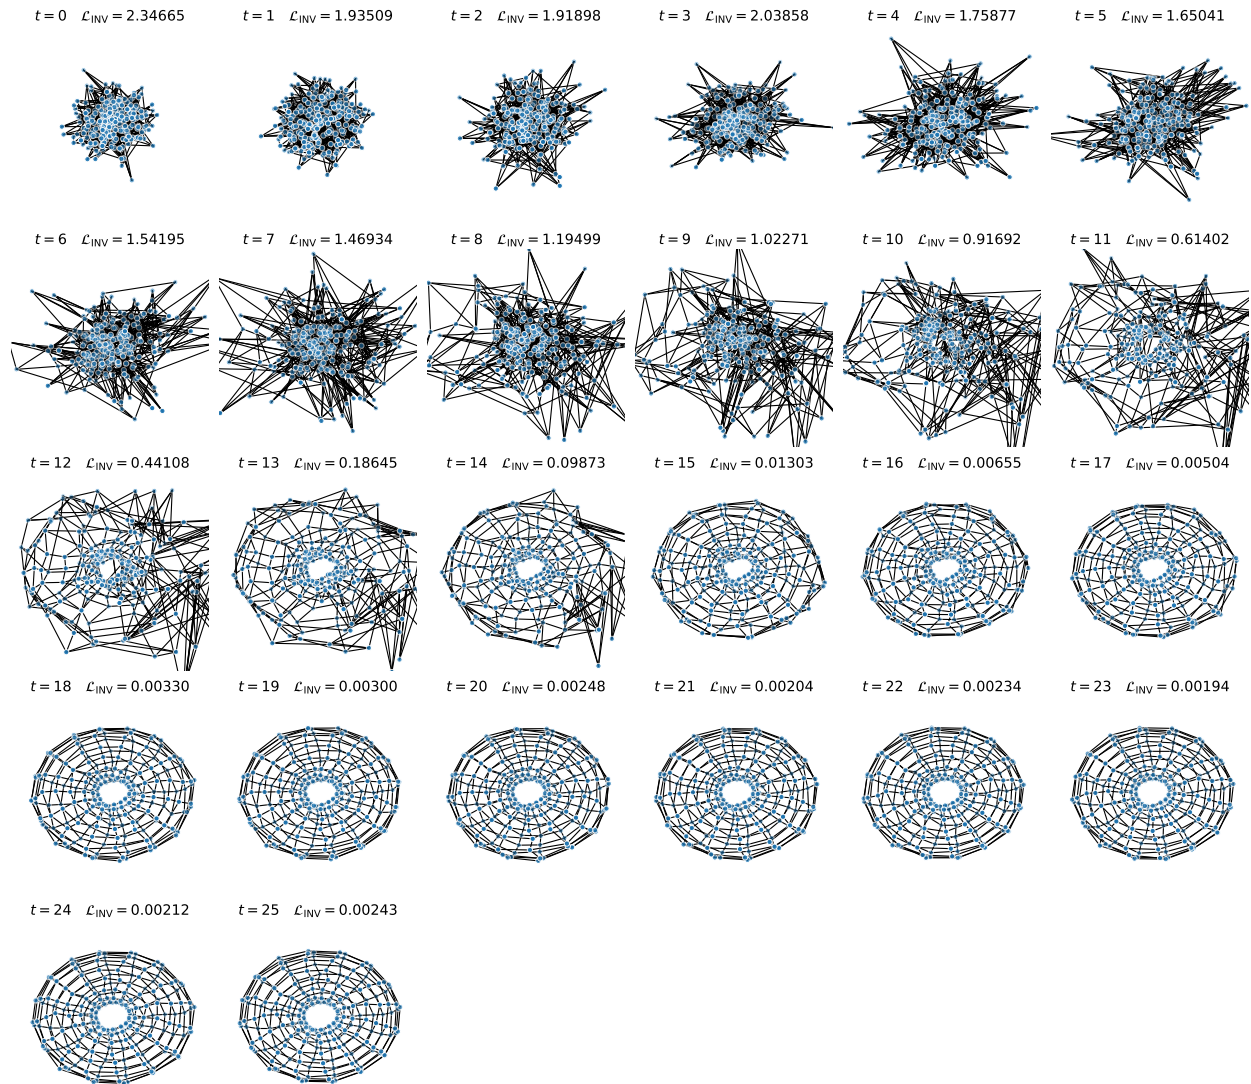 t = 0 ℒ_INV = 2.34665
t = 1 ℒ_INV = 1.93509
t = 2 ℒ_INV = 1.91898
t = 3 ℒ_INV = 2.03858
t = 4 ℒ_INV = 1.75877
t = 5 ℒ_INV = 1.65041
t = 6 ℒ_INV = 1.54195
t = 7 ℒ_INV = 1.46934
t = 8 ℒ_INV = 1.19499
t = 9 ℒ_INV = 1.02271
t = 10 ℒ_INV = 0.91692
t = 11 ℒ_INV = 0.61402
t = 12 ℒ_INV = 0.44108
t = 13 ℒ_INV = 0.18645
t = 14 ℒ_INV = 0.09873
t = 15 ℒ_INV = 0.01303
t = 16 ℒ_INV = 0.00655
t = 17 ℒ_INV = 0.00504
t = 18 ℒ_INV = 0.00330
t = 19 ℒ_INV = 0.00300
t = 20 ℒ_INV = 0.00248
t = 21 ℒ_INV = 0.00204
t = 22 ℒ_INV = 0.00234
t = 23 ℒ_INV = 0.00194
t = 24 ℒ_INV = 0.00212
t = 25 ℒ_INV = 0.00243